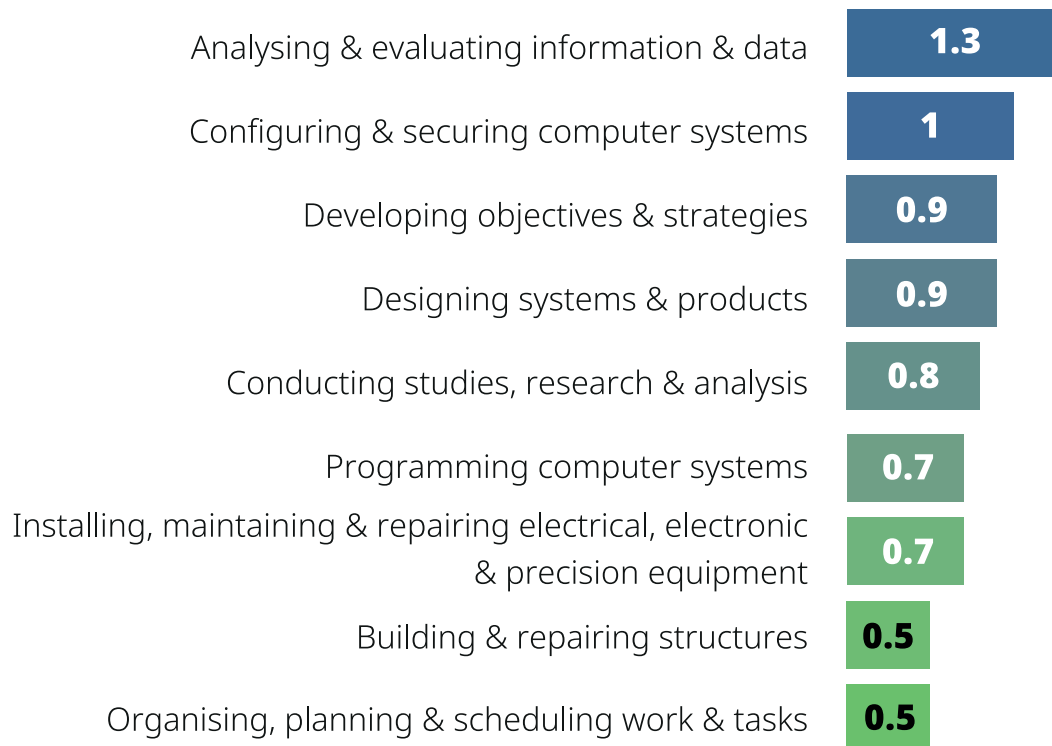 Analysing & evaluating information & data 1.3
Configuring & securing computer systems 1
Developing objectives & strategies 0.9
Designing systems & products 0.9
Conducting studies, research & analysis 0.8
Programming computer systems 0.7
Installing, maintaining & repairing electrical, electronic
& precision equipment 0.7
Building & repairing structures 0.5
Organising, planning & scheduling work & tasks 0.5